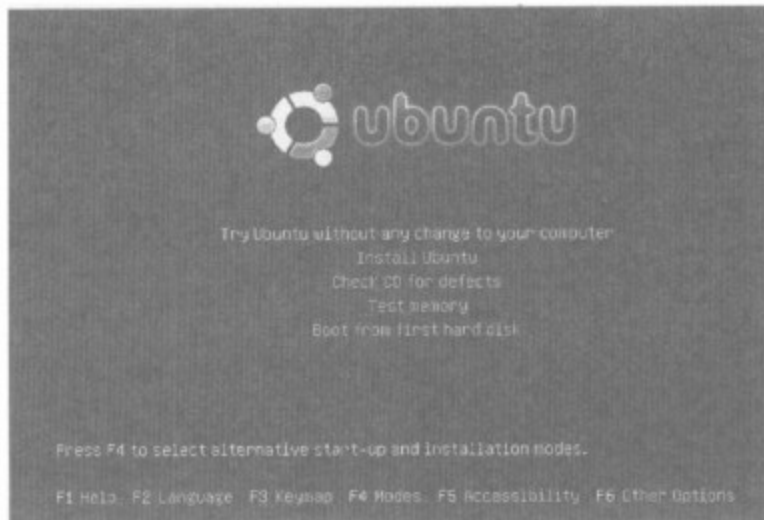 ubuntu
Try Ubuntu without any change to your computer
Install Ubuntu
Check CD for defects
Test memory
Boot from first hard disk
Press F4 to select alternative start-up and installation modes.
F1 Help F2 Language F3 Keymap F4 Modes F5 Accessibility F6 Other Options